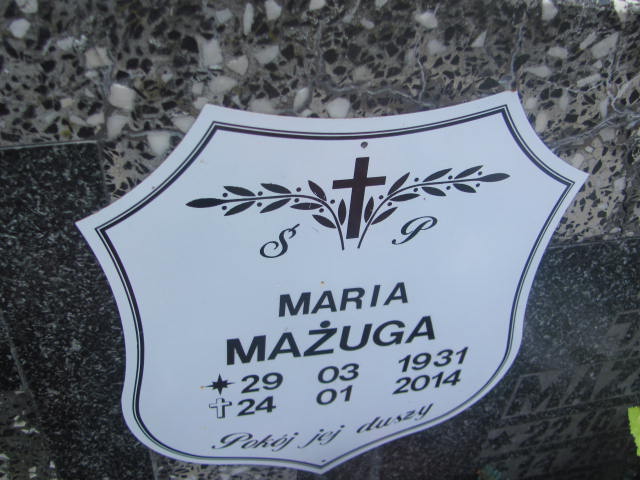 Ś P
MARIA
MAŻUGA
29 03 1931
24 01 2014
Pokój jej duszy